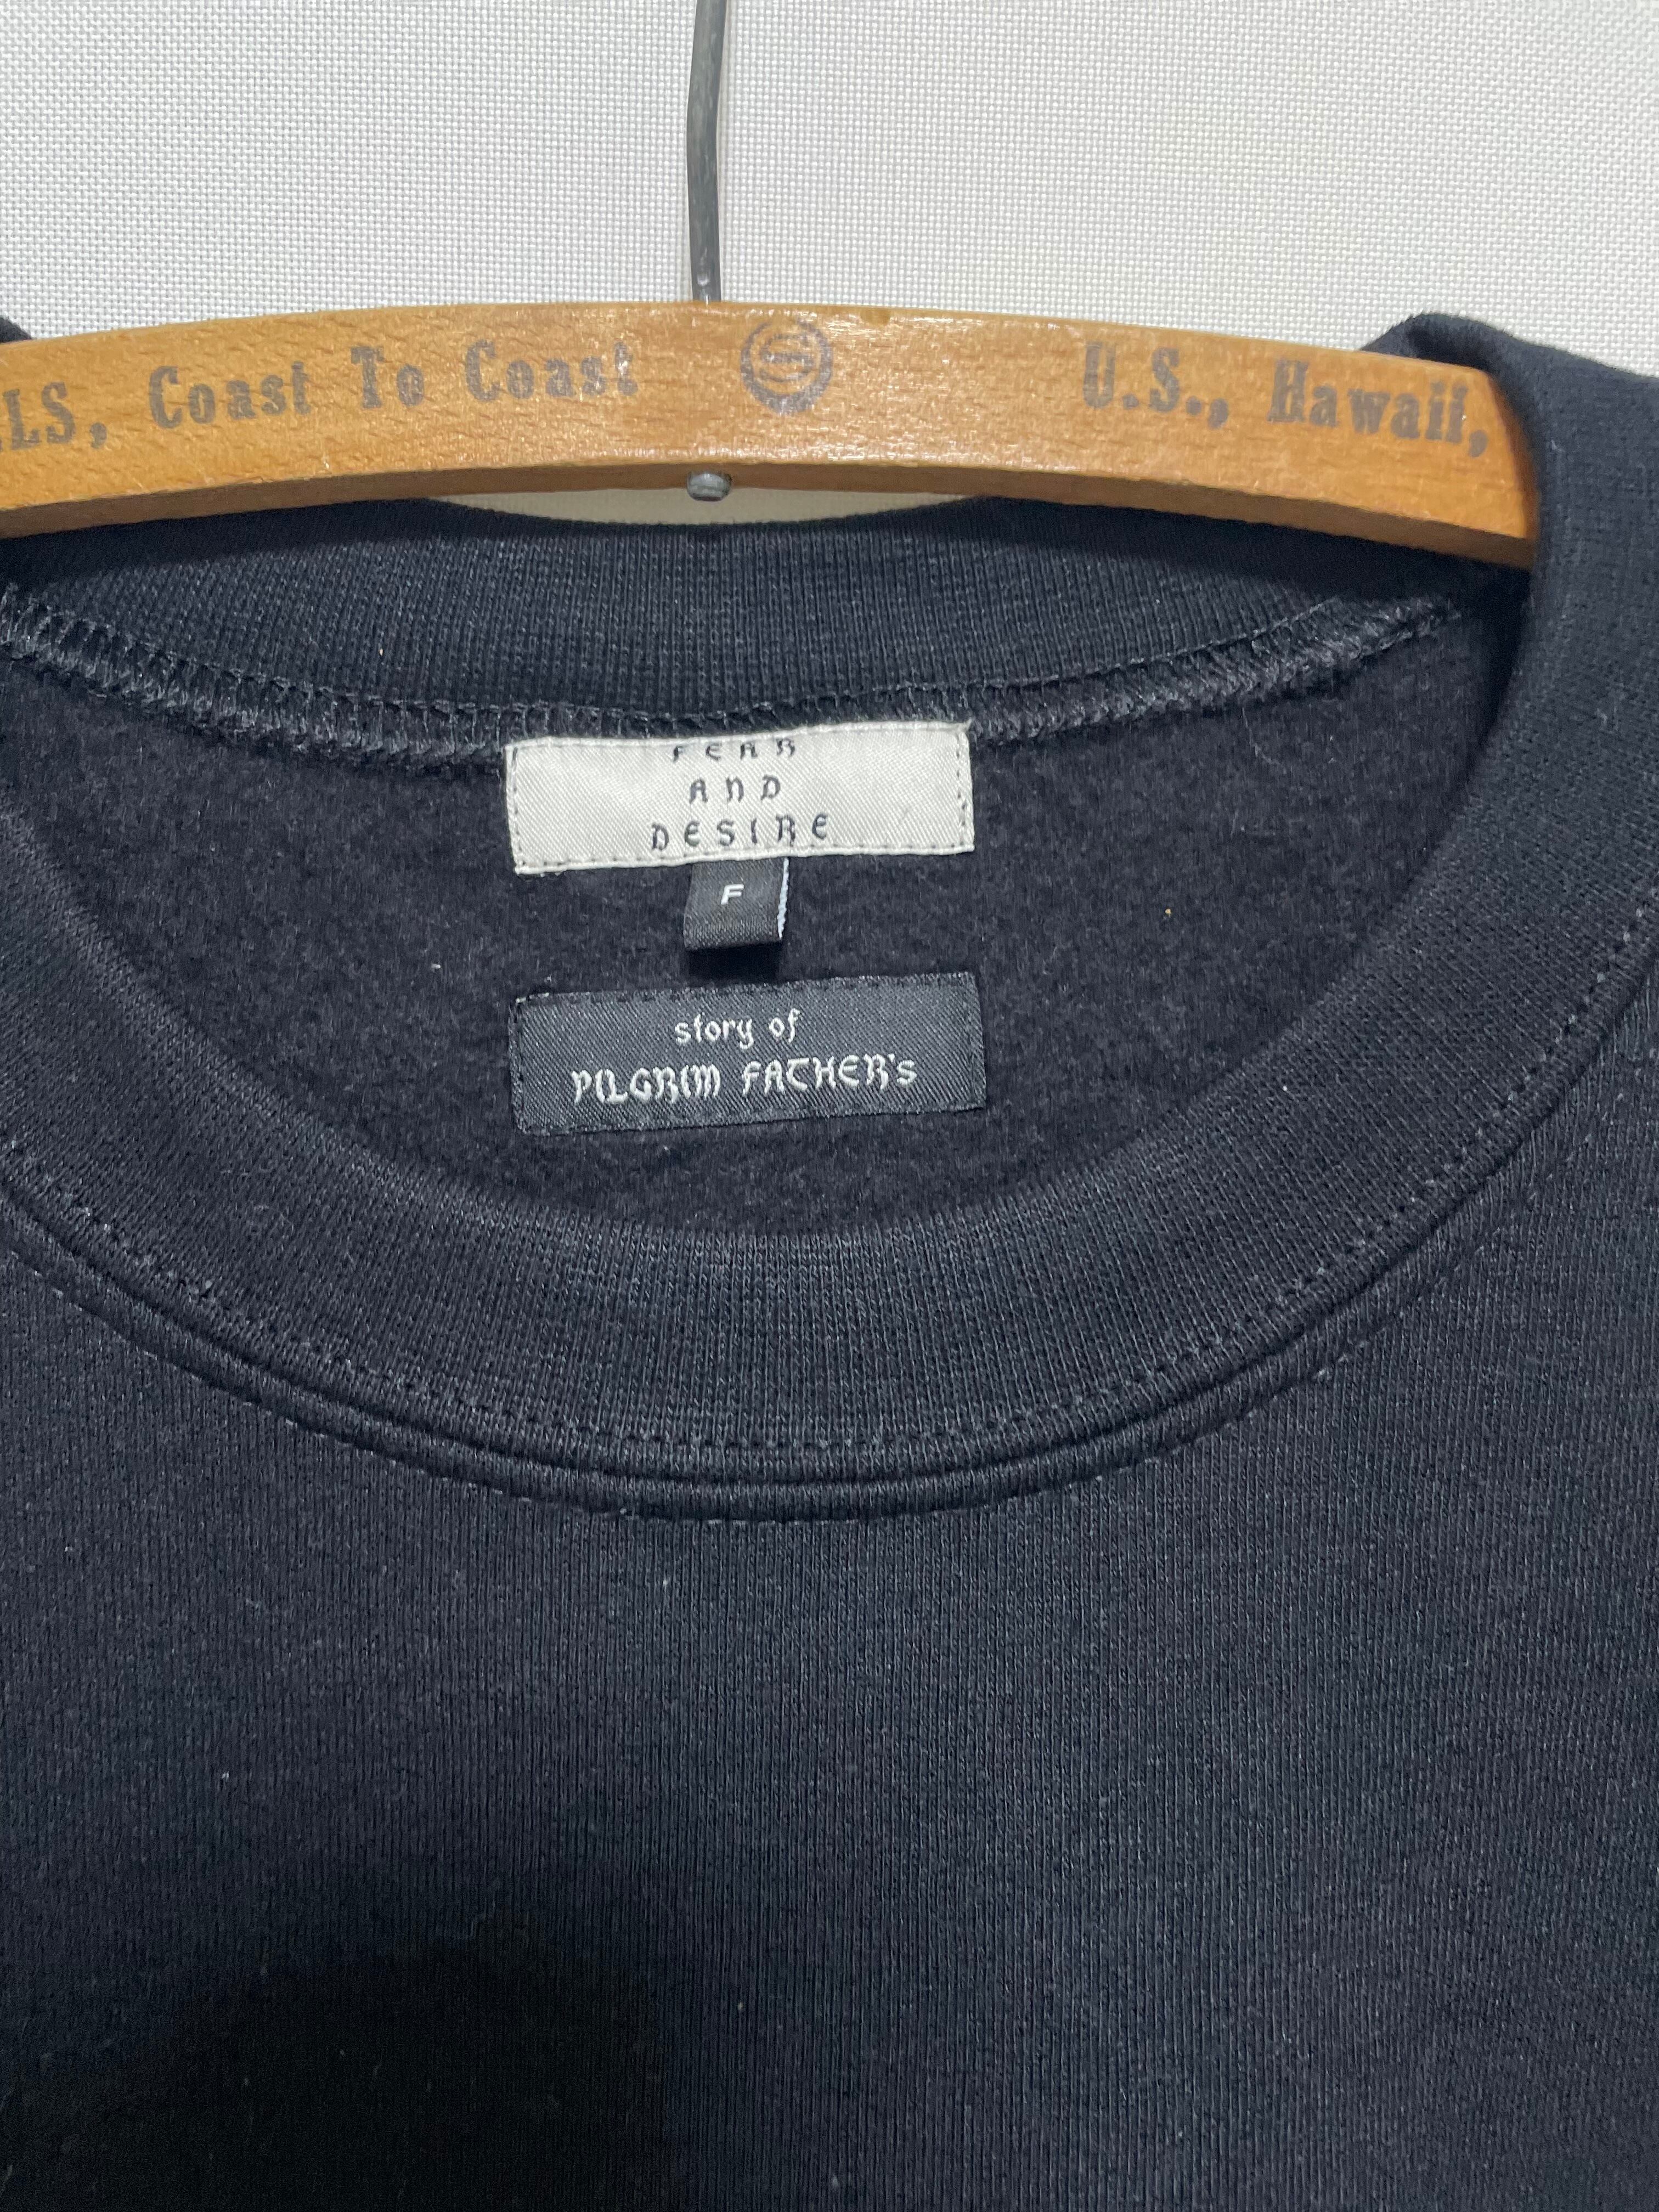 LS, Coast To Coast
U.S., Hawaii,
FEAR
AND
DESIRE
F
story of
PILGRIM FATHER's